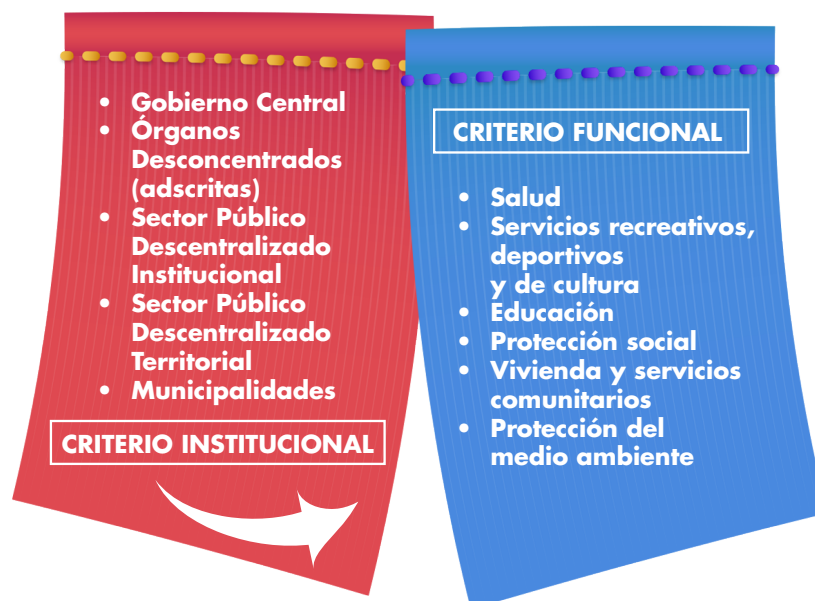 • Gobierno Central
• Órganos
Desconcentrados
(adscritas)
• Sector Público
Descentralizado
Institucional
• Sector Público
Descentralizado
Territorial
• Municipalidades
CRITERIO INSTITUCIONAL
CRITERIO FUNCIONAL
• Salud
• Servicios recreativos,
deportivos
y de cultura
• Educación
• Protección social
• Vivienda y servicios
comunitarios
• Protección del
medio ambiente